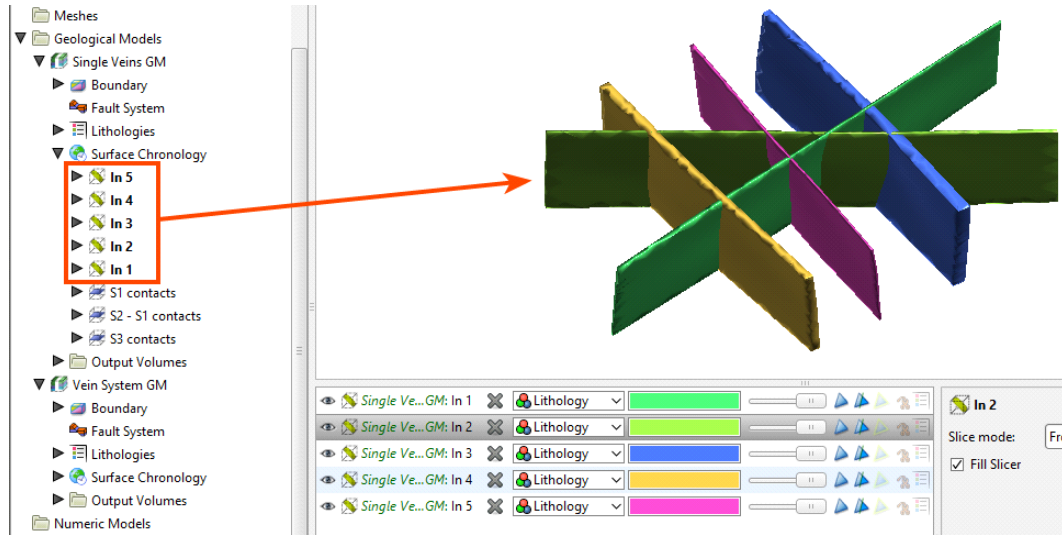 Meshes
Geological Models
Single Veins GM
Boundary
Fault System
Lithologies
Surface Chronology
In 5
In 4
In 3
In 2
In 1
S1 contacts
S2 - S1 contacts
S3 contacts
Output Volumes
Vein System GM
Boundary
Fault System
Lithologies
Surface Chronology
Output Volumes
Numeric Models
Single Ve...GM: In 1 Lithology
Single Ve...GM: In 2 Lithology
Single Ve...GM: In 3 Lithology
Single Ve...GM: In 4 Lithology
Single Ve...GM: In 5 Lithology
In 2
Slice mode: Fr
Fill Slicer